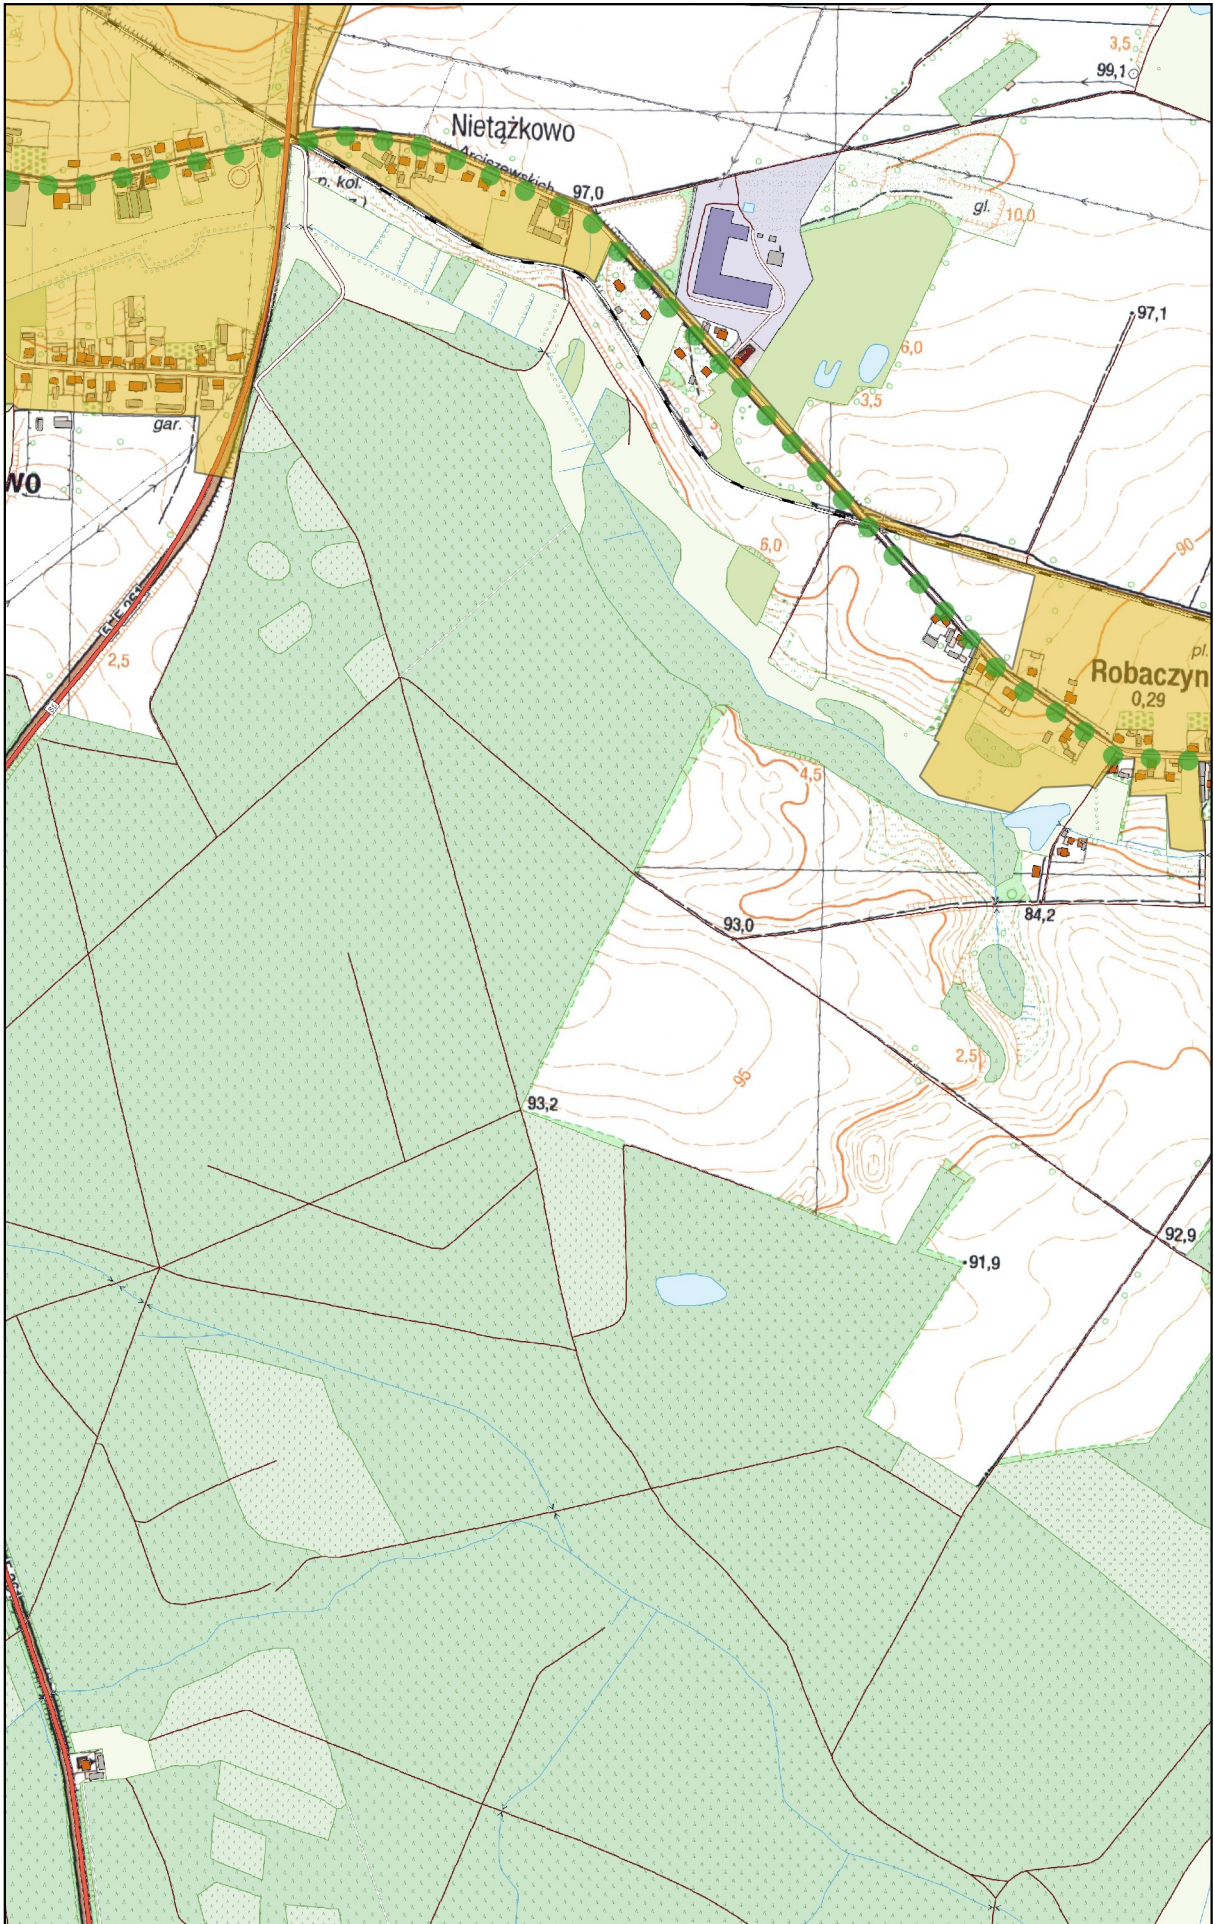 3,5
99,1
Nietążkowo
Arciszewskich
p. kol.
97,0
gl.
10,0
97,1
6,0
3,5
gar.
wo
6,0
90
2,5
pl.
Robaczyn
0,29
4,5
93,0
84,2
2,5
95
93,2
92,9
91,9